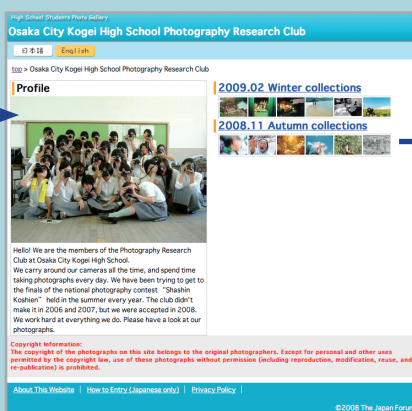 High School Students Photo Gallery
Osaka City Kogei High School Photography Research Club
日本語 English
top > Osaka City Kogei High School Photography Research Club
Profile
2009.02 Winter collections
2008.11 Autumn collections
Hello! We are the members of the Photography Research
Club at Osaka City Kogei High School.
We carry around our cameras all the time, and spend time
taking photographs every day. We have been trying to get to
the finals of the national photography contest “Shashin
Koshien” held in the summer every year. The club didn't
make it in 2006 and 2007, but we were accepted in 2008.
We work hard at everything we do. Please have a look at our
photographs.
Copyright Information:
The copyright of the photographs on this site belongs to the original photographers. Except for personal and other uses
permitted by the copyright law, use of these photographs without permission (including reproduction, modification, reuse, and
re-publication) is prohibited.
About This Website | How to Entry (Japanese only) | Privacy Policy |
©2008 The Japan Forum